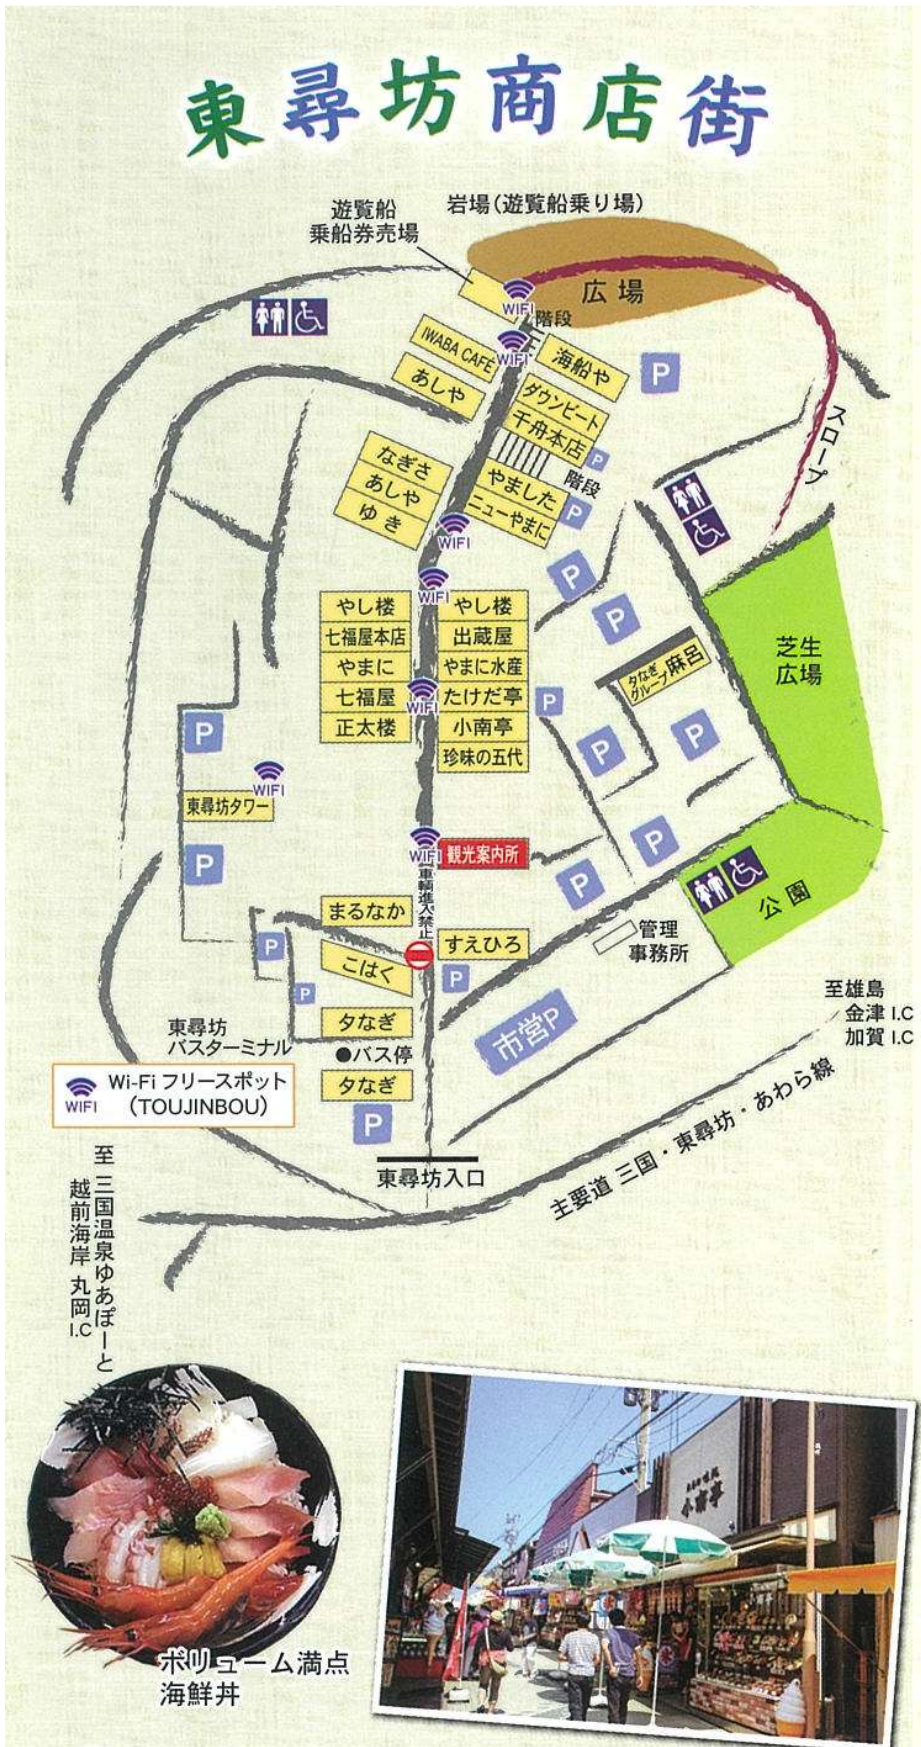 東尋坊商店街
遊覧船
乗船券売場
岩場(遊覧船乗り場)
広場
WIFI
階段
WIFI
IWABA CAFÉ
あしや
海船や
P
ダウンビート
千舟本店
P
階段
スロープ
なぎさ
あしや
ゆき
やました
ニューやまに
P
WIFI
WIFI
P
P
やし楼
七福屋本店
やまに
七福屋
正太楼
やし楼
出蔵屋
やまに水産
たけだ亭
小南亭
珍味の五代
WIFI
P
夕なぎ
グループ 麻呂
芝生
広場
P
P
P
WIFI
東尋坊タワー
P
WIFI
観光案内所
車輌進入禁止
P
P
公園
まるなか
こはく
すえひろ
P
P
P
管理
事務所
市営P
夕なぎ
●バス停
夕なぎ
P
東尋坊
バスターミナル
WIFI
Wi-Fi フリースポット
(TOUJINBOU)
至雄島
金津 I.C
加賀 I.C
東尋坊入口
主要道 三国・東尋坊・あわら線
至 三国温泉ゆあぽーと
越前海岸 丸岡I.C
ボリューム満点
海鮮丼
小南亭